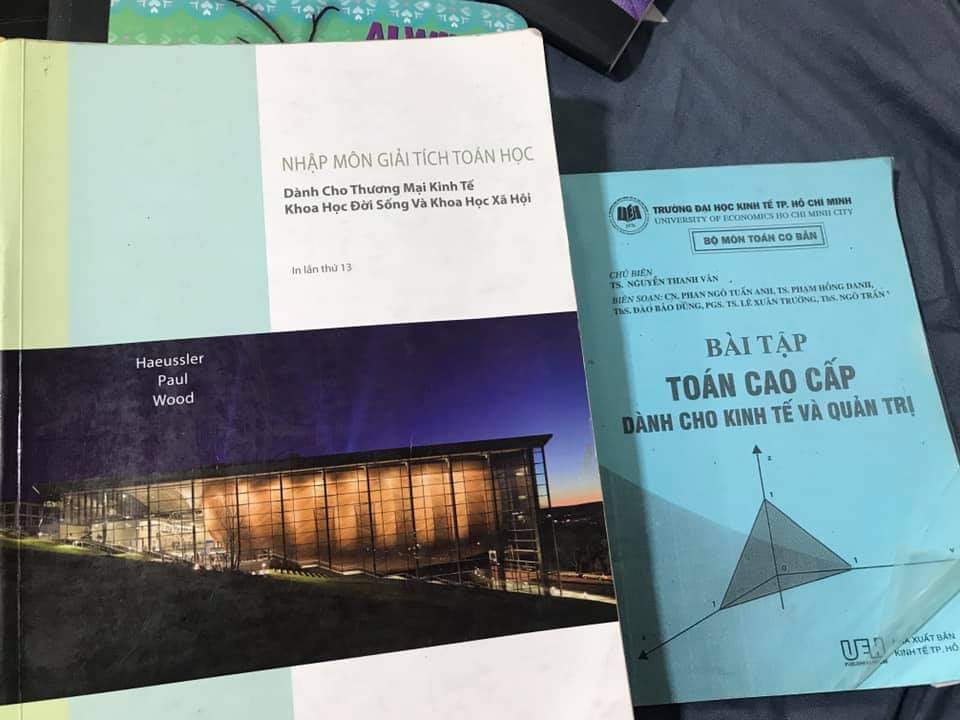 NHẬP MÔN GIẢI TÍCH TOÁN HỌC
Dành Cho Thương Mại Kinh Tế
Khoa Học Đời Sống Và Khoa Học Xã Hội
In lần thứ 13
Haeussler
Paul
Wood
TRƯỜNG ĐẠI HỌC KINH TẾ TP. HỒ CHÍ MINH
UNIVERSITY OF ECONOMICS HO CHI MINH CITY
BỘ MÔN TOÁN CƠ BẢN
CHỦ BIÊN
TS. NGUYỄN THANH VÂN
BIÊN SOẠN: CN. PHAN NGÔ TUẤN ANH, TS. PHẠM HỒNG DANH,
ThS. ĐÀO BẢO DŨNG, PGS. TS. LÊ XUÂN TRƯỜNG, ThS. NGÔ TRẤN
BÀI TẬP
TOÁN CAO CẤP
DÀNH CHO KINH TẾ VÀ QUẢN TRỊ
z
1
0
y
1
1
x
UEH
XUẤT BẢN
KINH TẾ TP. HỒ